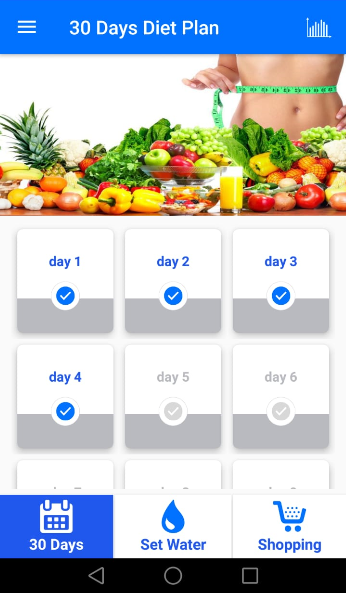 30 Days Diet Plan
day 1
day 2
day 3
day 4
day 5
day 6
30 Days
Set Water
Shopping